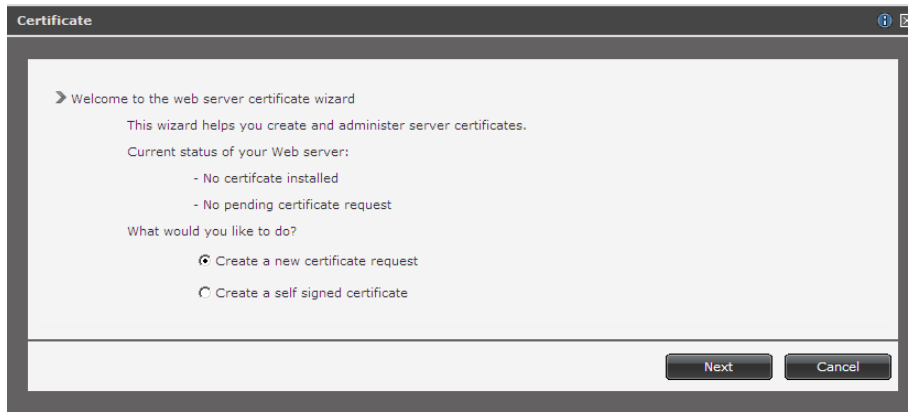 Certificate
Welcome to the web server certificate wizard
This wizard helps you create and administer server certificates.
Current status of your Web server:
- No certifcate installed
- No pending certificate request
What would you like to do?
Create a new certificate request
Create a self signed certificate
Next Cancel